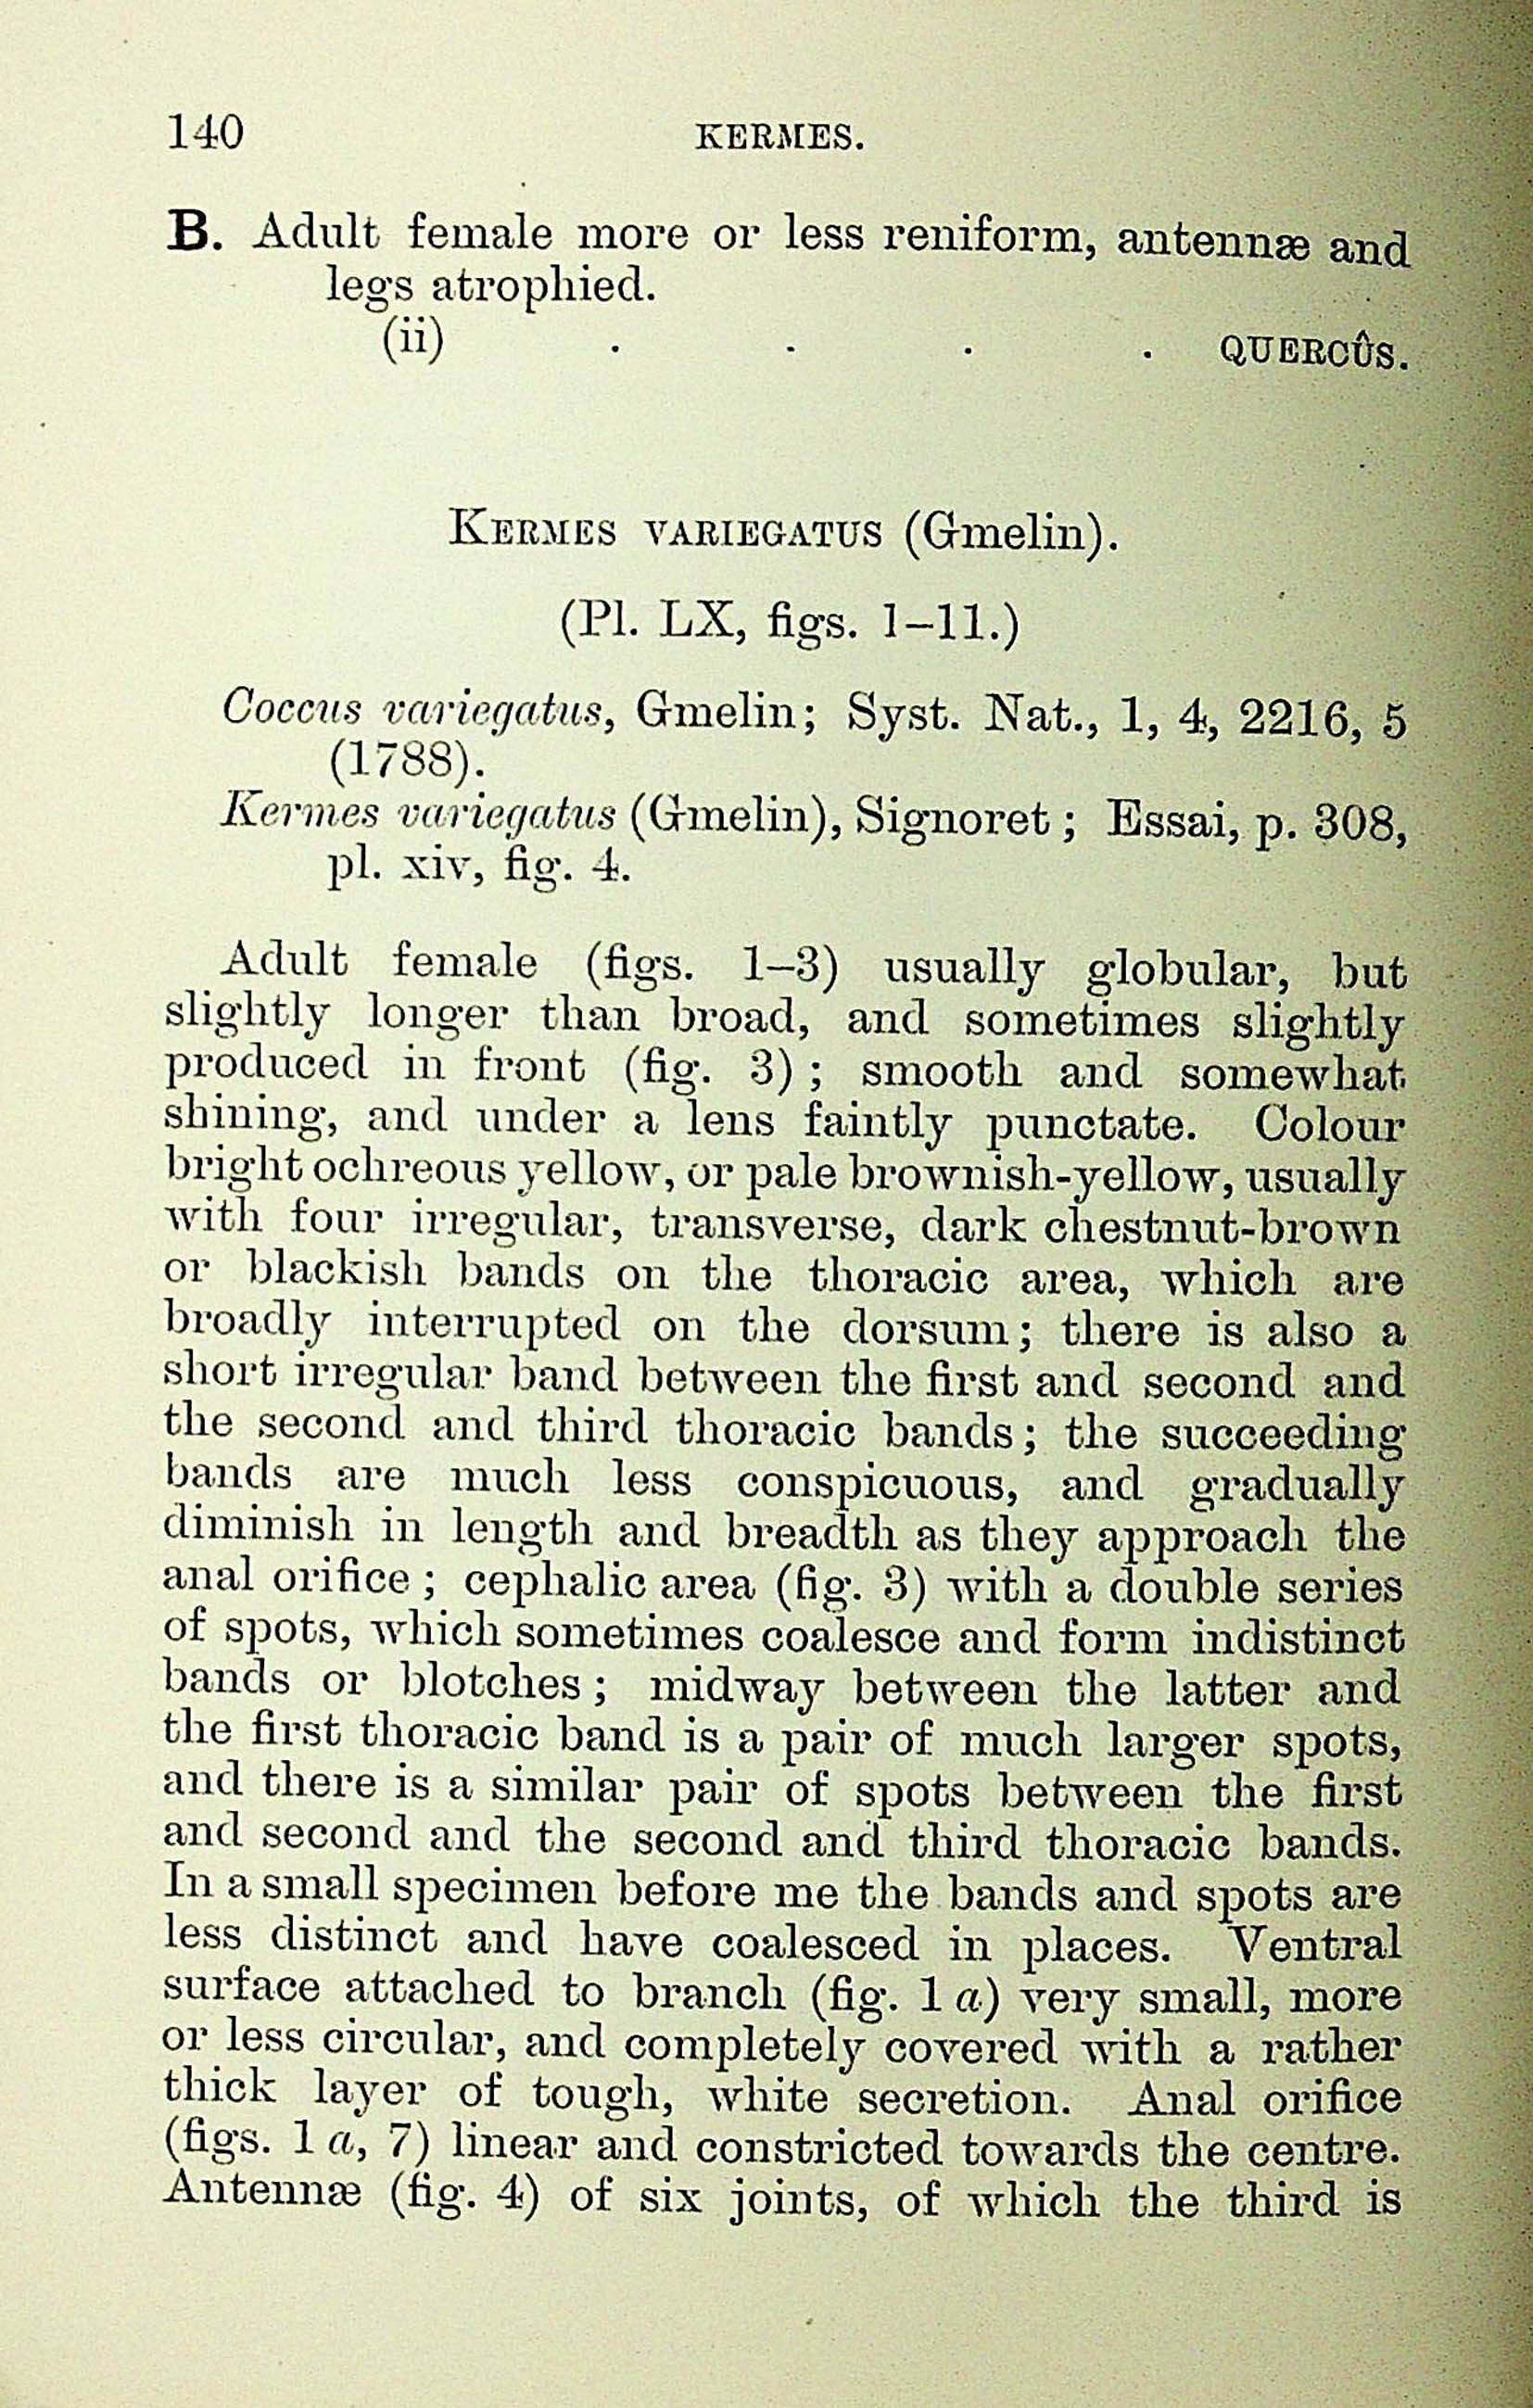 140
KERMES.
B. Adult female more or less reniform, antennæ and
legs atrophied.
(ii) . . . . QUERCÛS.
KERMES VARIEGATUS (Gmelin).
(Pl. LX, figs. 1–11.)
Coccus variegatus, Gmelin; Syst. Nat., 1, 4, 2216, 5
(1788).
Kermes variegatus (Gmelin), Signoret; Essai, p. 308,
pl. xiv, fig. 4.
Adult female (figs. 1–3) usually globular, but
slightly longer than broad, and sometimes slightly
produced in front (fig. 3); smooth and somewhat
shining, and under a lens faintly punctate. Colour
bright ochreous yellow, or pale brownish-yellow, usually
with four irregular, transverse, dark chestnut-brown
or blackish bands on the thoracic area, which are
broadly interrupted on the dorsum; there is also a
short irregular band between the first and second and
the second and third thoracic bands; the succeeding
bands are much less conspicuous, and gradually
diminish in length and breadth as they approach the
anal orifice; cephalic area (fig. 3) with a double series
of spots, which sometimes coalesce and form indistinct
bands or blotches; midway between the latter and
the first thoracic band is a pair of much larger spots,
and there is a similar pair of spots between the first
and second and the second and third thoracic bands.
In a small specimen before me the bands and spots are
less distinct and have coalesced in places. Ventral
surface attached to branch (fig. 1 a) very small, more
or less circular, and completely covered with a rather
thick layer of tough, white secretion. Anal orifice
(figs. 1 a, 7) linear and constricted towards the centre.
Antennæ (fig. 4) of six joints, of which the third is